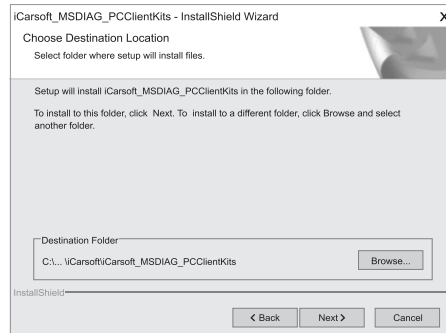 iCarsoft_MSDIAG_PCClientKits - InstallShield Wizard
X
Choose Destination Location
Select folder where setup will install files.
Setup will install iCarsoft_MSDIAG_PCClientKits in the following folder.
To install to this folder, click Next. To install to a different folder, click Browse and select
another folder.
Destination Folder
C:\... \iCarsoft\iCarsoft_MSDIAG_PCClientKits
Browse...
InstallShield
< Back
Next >
Cancel